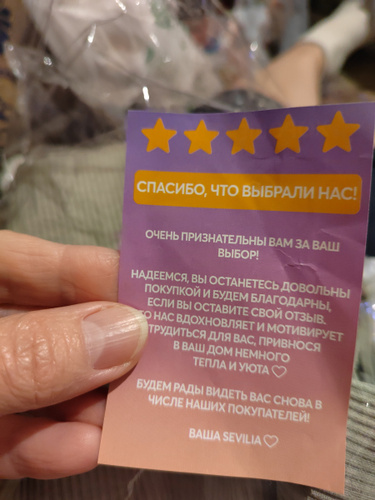 СПАСИБО, ЧТО ВЫБРАЛИ НАС!
ОЧЕНЬ ПРИЗНАТЕЛЬНЫ ВАМ ЗА ВАШ
ВЫБОР!
НАДЕЕМСЯ, ВЫ ОСТАНЕТЕСЬ ДОВОЛЬНЫ
ПОКУПКОЙ И БУДЕМ БЛАГОДАРНЫ,
ЕСЛИ ВЫ ОСТАВИТЕ СВОЙ ОТЗЫВ.
НАС ВДОХНОВЛЯЕТ И МОТИВИРУЕТ
ТРУДИТЬСЯ ДЛЯ ВАС, ПРИВНОСЯ
В ВАШ ДОМ НЕМНОГО
ТЕПЛА И УЮТА ♡
БУДЕМ РАДЫ ВИДЕТЬ ВАС СНОВА В
ЧИСЛЕ НАШИХ ПОКУПАТЕЛЕЙ!
ВАША SEVILIA ♡